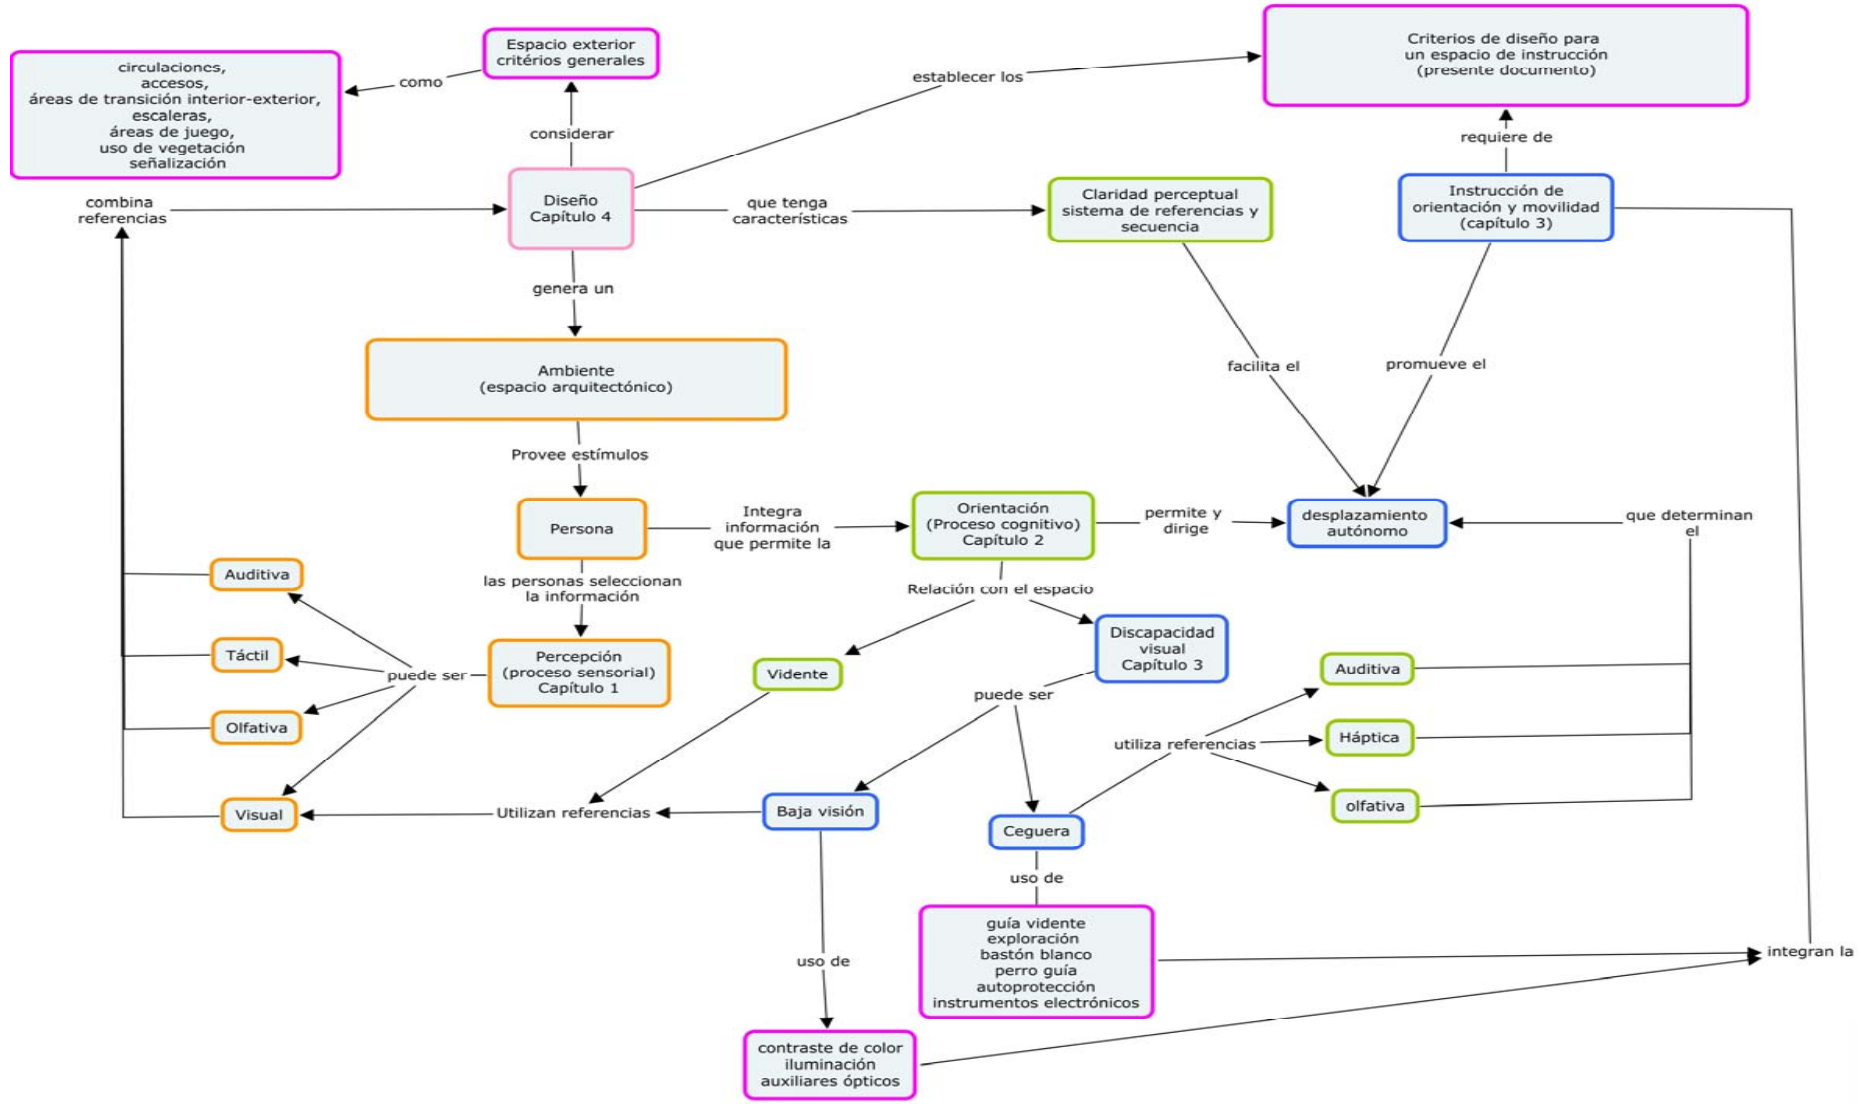 Espacio exterior
critérios generales
Criterios de diseño para
un espacio de instrucción
(presente documento)
circulaciones,
accesos,
áreas de transición interior-exterior,
escaleras,
áreas de juego,
uso de vegetación
señalización
como
establecer los
considerar
requiere de
combina
referencias
Diseño
Capítulo 4
que tenga
características
Claridad perceptual
sistema de referencias y
secuencia
Instrucción de
orientación y movilidad
(capítulo 3)
genera un
Ambiente
(espacio arquitectónico)
facilita el
promueve el
Provee estímulos
Persona
Integra
información
que permite la
Orientación
(Proceso cognitivo)
Capítulo 2
permite y
dirige
desplazamiento
autónomo
que determinan
el
Auditiva
las personas seleccionan
la información
Relación con el espacio
Táctil
puede ser
Percepción
(proceso sensorial)
Capítulo 1
Vidente
Discapacidad
visual
Capítulo 3
Auditiva
puede ser
Olfativa
utiliza referencias
Háptica
Visual
Utilizan referencias
Baja visión
Ceguera
olfativa
uso de
guía vidente
exploración
bastón blanco
perro guía
autoprotección
instrumentos electrónicos
integran la
uso de
contraste de color
iluminación
auxiliares ópticos